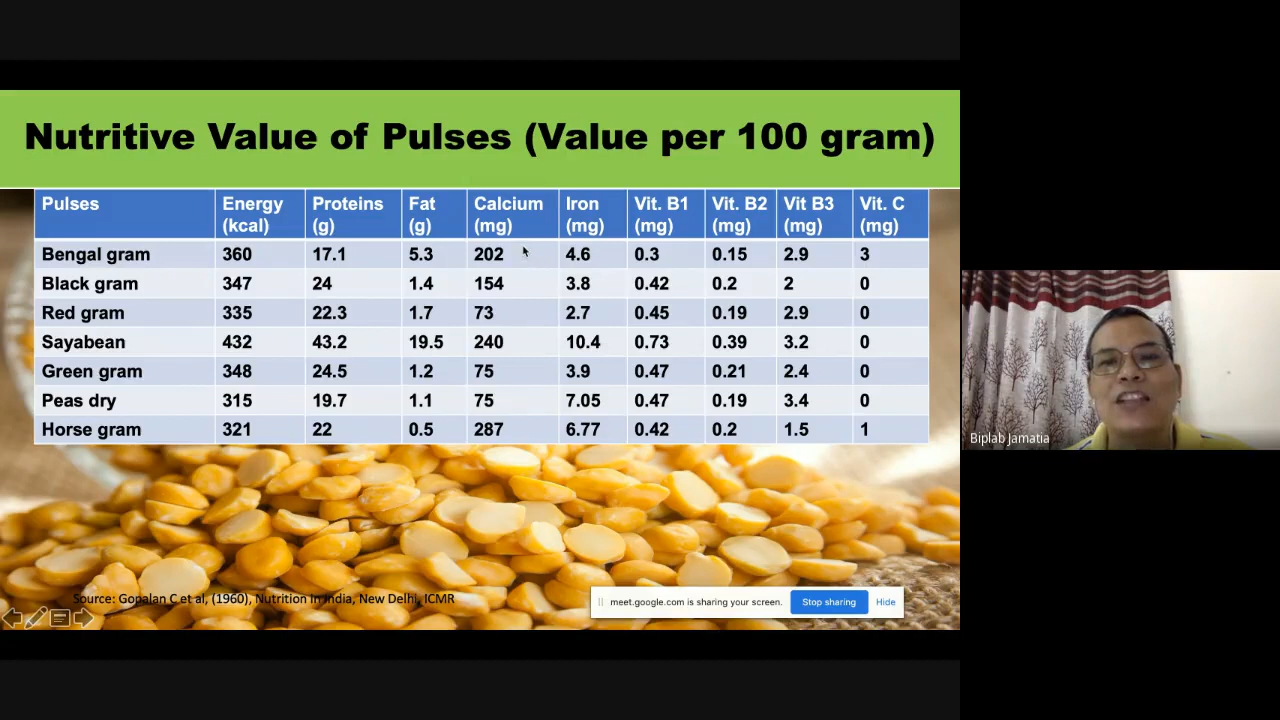 Nutritive Value of Pulses (Value per 100 gram)
Pulses Energy (kcal) Proteins (g) Fat (g) Calcium (mg) Iron (mg) Vit. B1 (mg) Vit. B2 (mg) Vit B3 (mg) Vit. C (mg)
Bengal gram 360 17.1 5.3 202 4.6 0.3 0.15 2.9 3
Black gram 347 24 1.4 154 3.8 0.42 0.2 2 0
Red gram 335 22.3 1.7 73 2.7 0.45 0.19 2.9 0
Sayabean 432 43.2 19.5 240 10.4 0.73 0.39 3.2 0
Green gram 348 24.5 1.2 75 3.9 0.47 0.21 2.4 0
Peas dry 315 19.7 1.1 75 7.05 0.47 0.19 3.4 0
Horse gram 321 22 0.5 287 6.77 0.42 0.2 1.5 1
Source: Gopalan C et al, (1960), Nutrition in India, New Delhi, ICMR
meet.google.com is sharing your screen. Stop sharing Hide
Biplab Jamatia